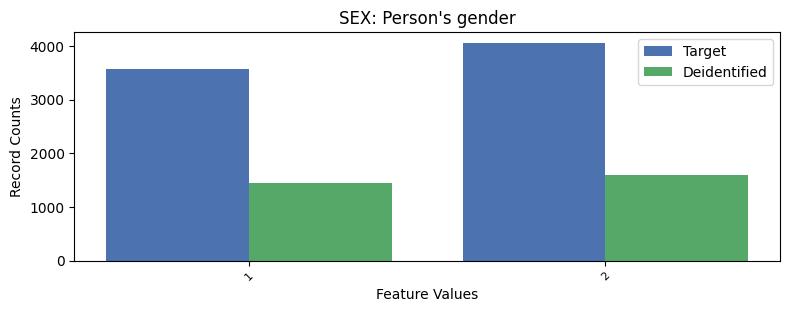 SEX: Person's gender
Target
Deidentified
4000
3000
2000
1000
0
Record Counts
1
2
Feature Values